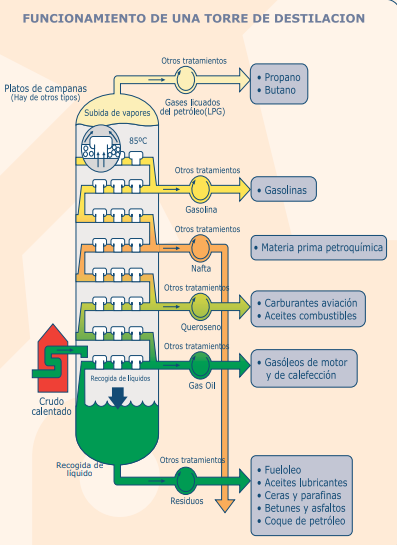 FUNCIONAMIENTO DE UNA TORRE DE DESTILACION
Otros tratamientos
• Propano
• Butano
Platos de campanas
(Hay de otros tipos)
Gases licuados
del petróleo(LPG)
Subida de vapores
85ºC
Otros tratamientos
• Gasolinas
Gasolina
Otros tratamientos
• Materia prima petroquímica
Nafta
Otros tratamientos
• Carburantes aviación
• Aceites combustibles
Queroseno
Otros tratamientos
• Gasóleos de motor
y de calefección
Gas Oil
Recogida de líquidos
Crudo
calentado
Recogida de
líquido
Otros tratamientos
Residuos
• Fueloleo
• Aceites lubricantes
• Ceras y parafinas
• Betunes y asfaltos
• Coque de petróleo